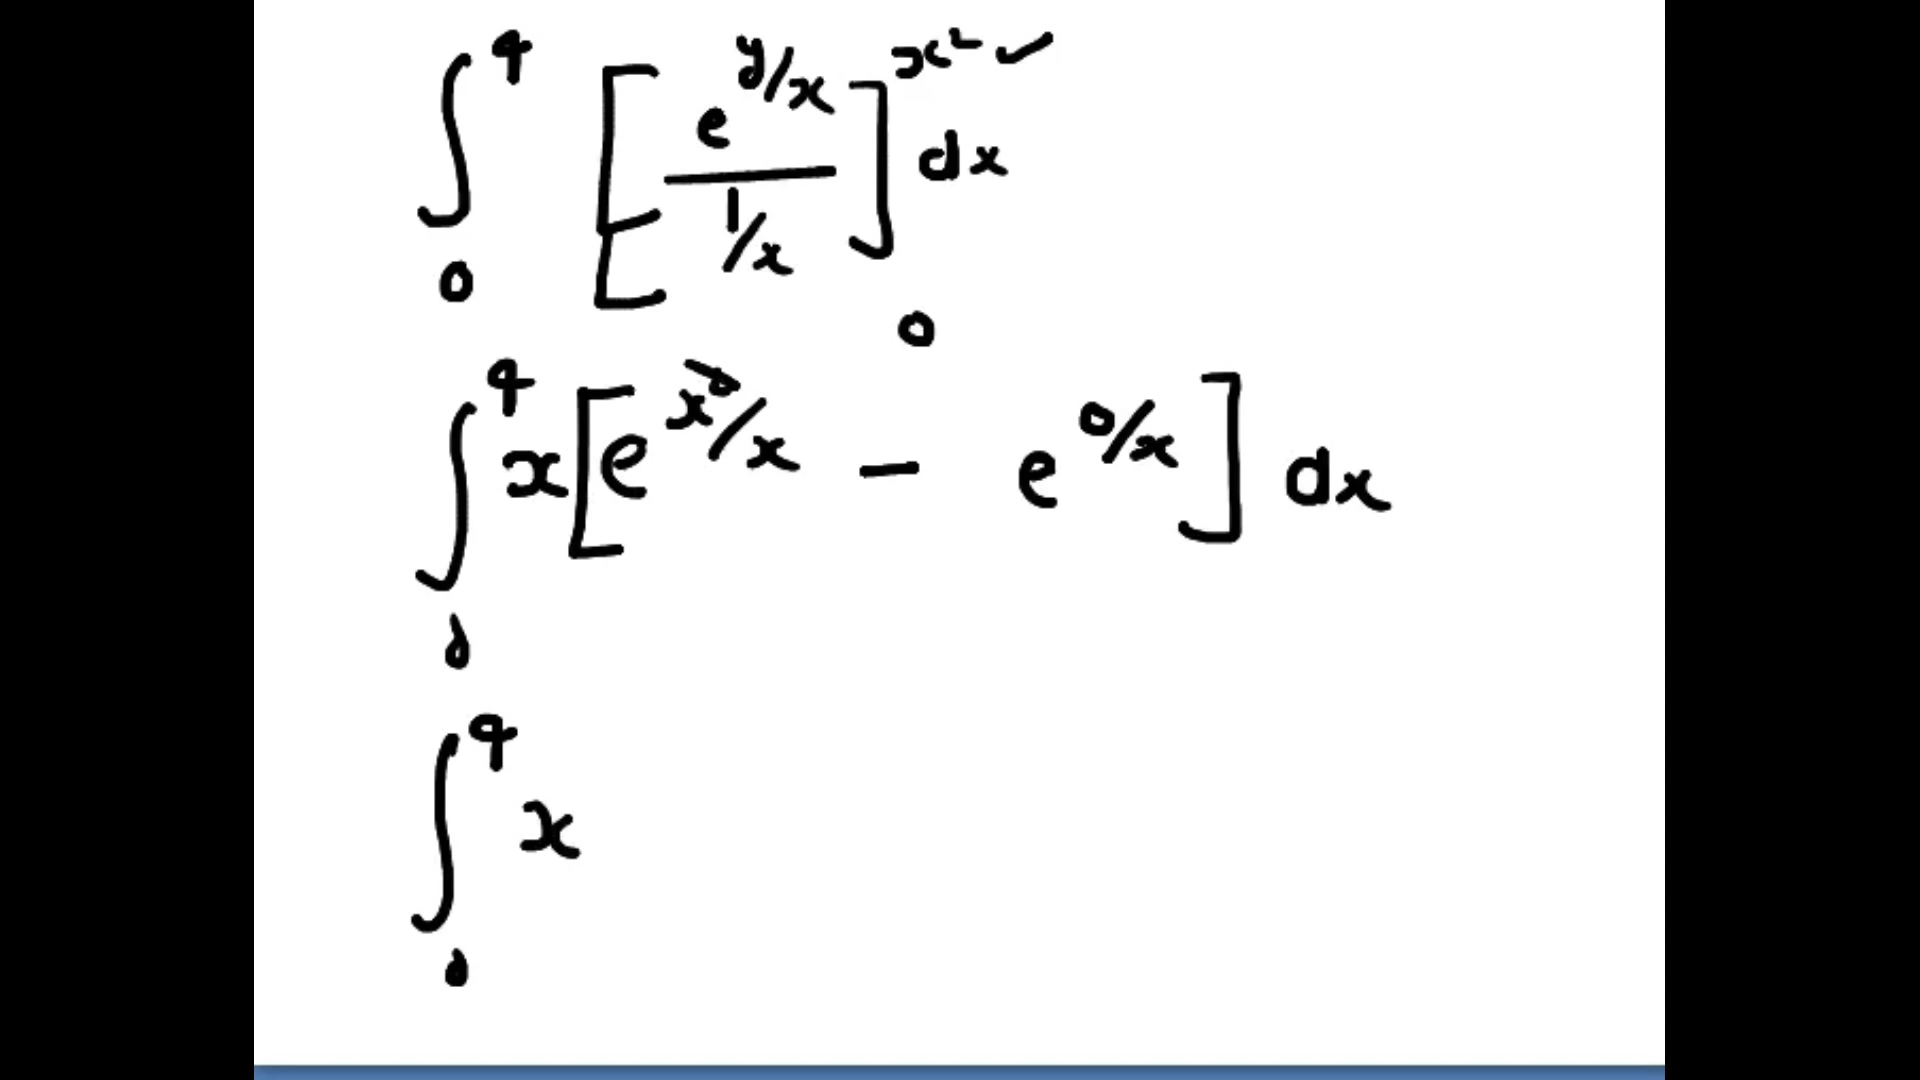 ∫₀⁴ [e^(y/x) / (1/x)]₀^(x²) ✓ dx
∫₀⁴ x[e^(x²/x) − e^(0/x)] dx
∫₀⁴ x